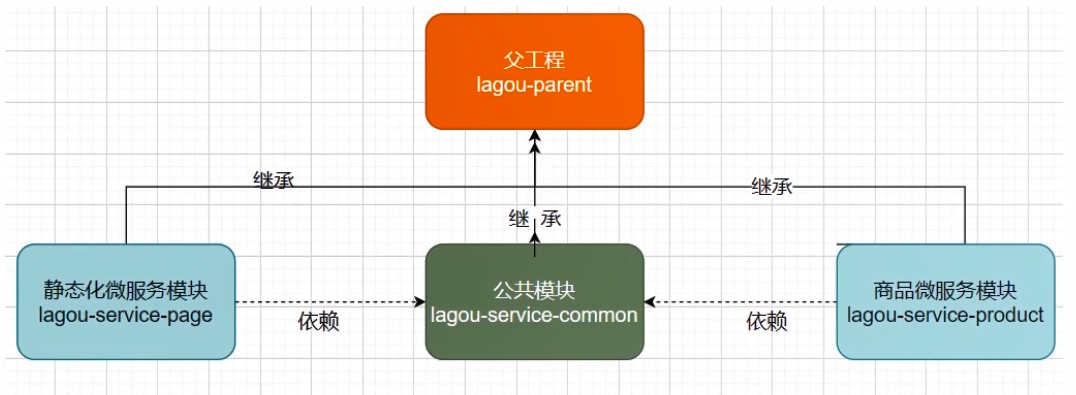 父工程
lagou-parent
继承
继承
继 承
静态化微服务模块
lagou-service-page
依赖
公共模块
lagou-service-common
依赖
商品微服务模块
lagou-service-product